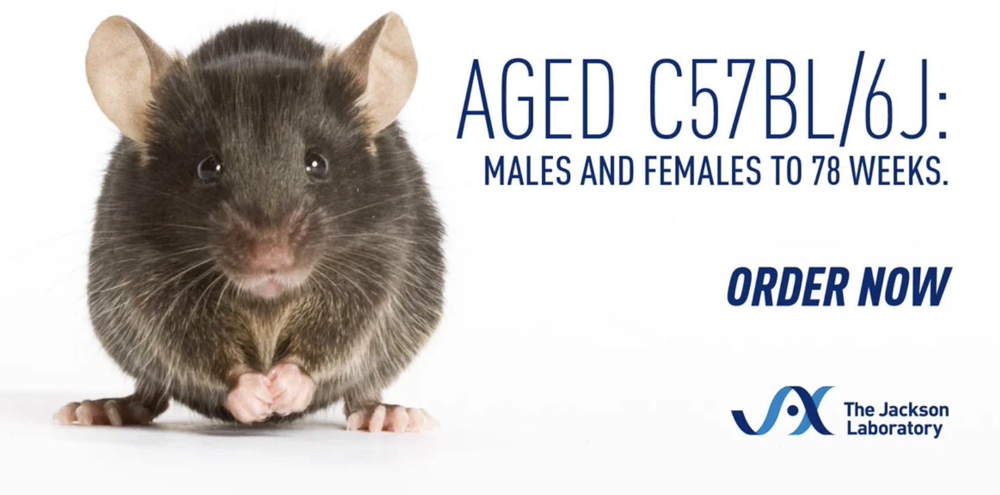 AGED C57BL/6J:
MALES AND FEMALES TO 78 WEEKS.
ORDER NOW
The Jackson
Laboratory